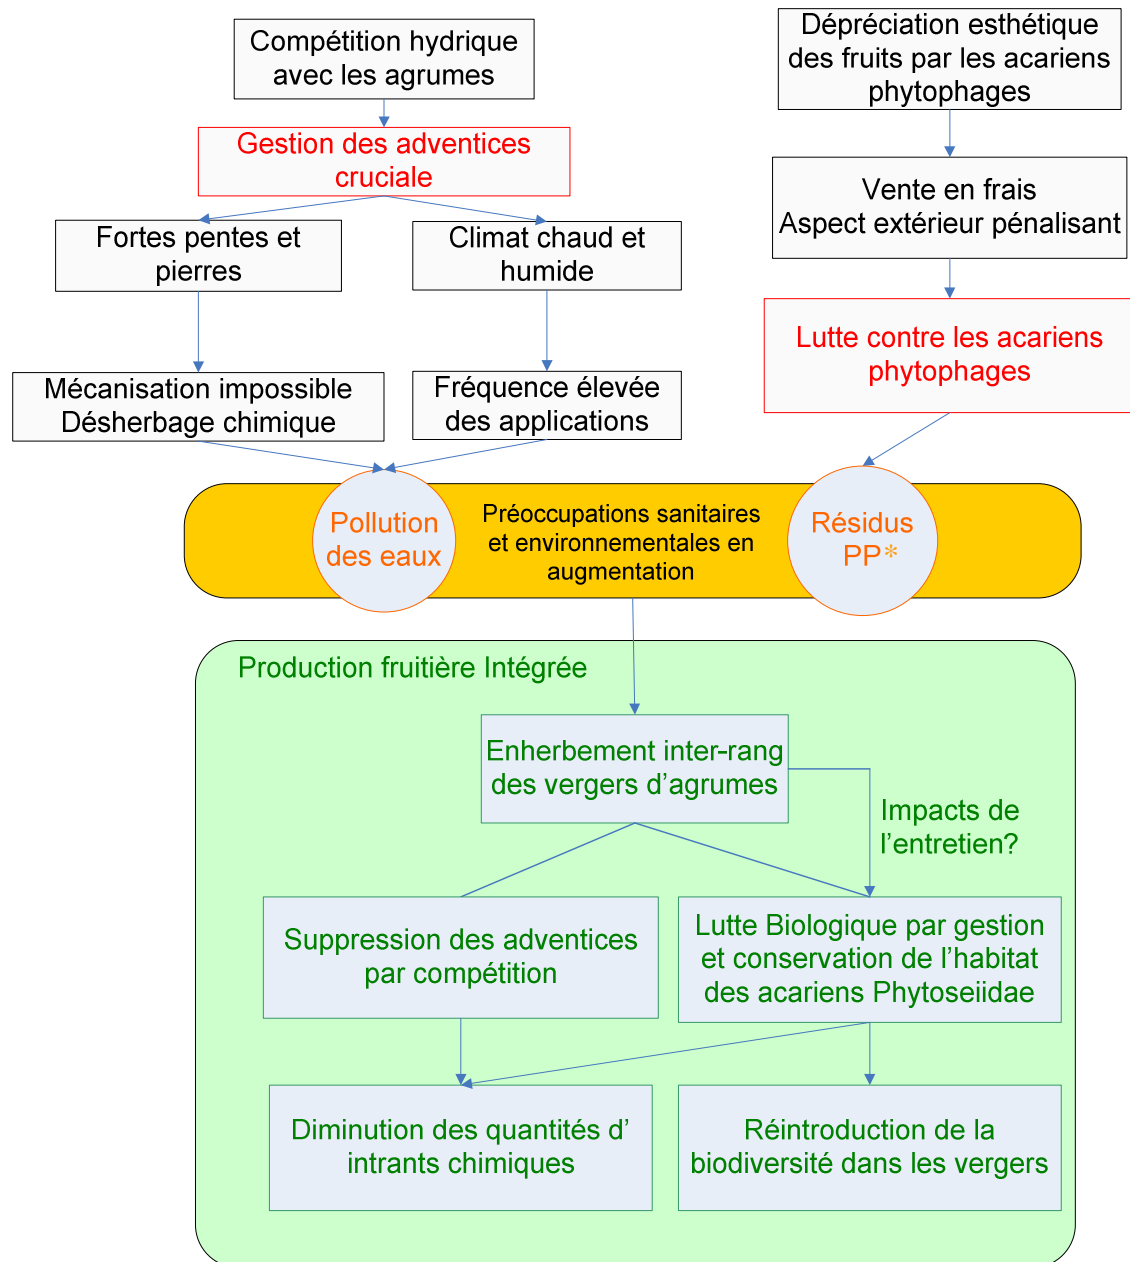 Compétition hydrique
avec les agrumes
Gestion des adventices
cruciale
Fortes pentes et
pierres
Climat chaud et
humide
Mécanisation impossible
Désherbage chimique
Fréquence élevée
des applications
Dépréciation esthétique
des fruits par les acariens
phytophages
Vente en frais
Aspect extérieur pénalisant
Lutte contre les acariens
phytophages
Pollution
des eaux
Préoccupations sanitaires
et environnementales en
augmentation
Résidus
PP*
Production fruitière Intégrée
Enherbement inter-rang
des vergers d’agrumes
Impacts de
l’entretien?
Suppression des adventices
par compétition
Lutte Biologique par gestion
et conservation de l’habitat
des acariens Phytoseiidae
Diminution des quantités d’
intrants chimiques
Réintroduction de la
biodiversité dans les vergers